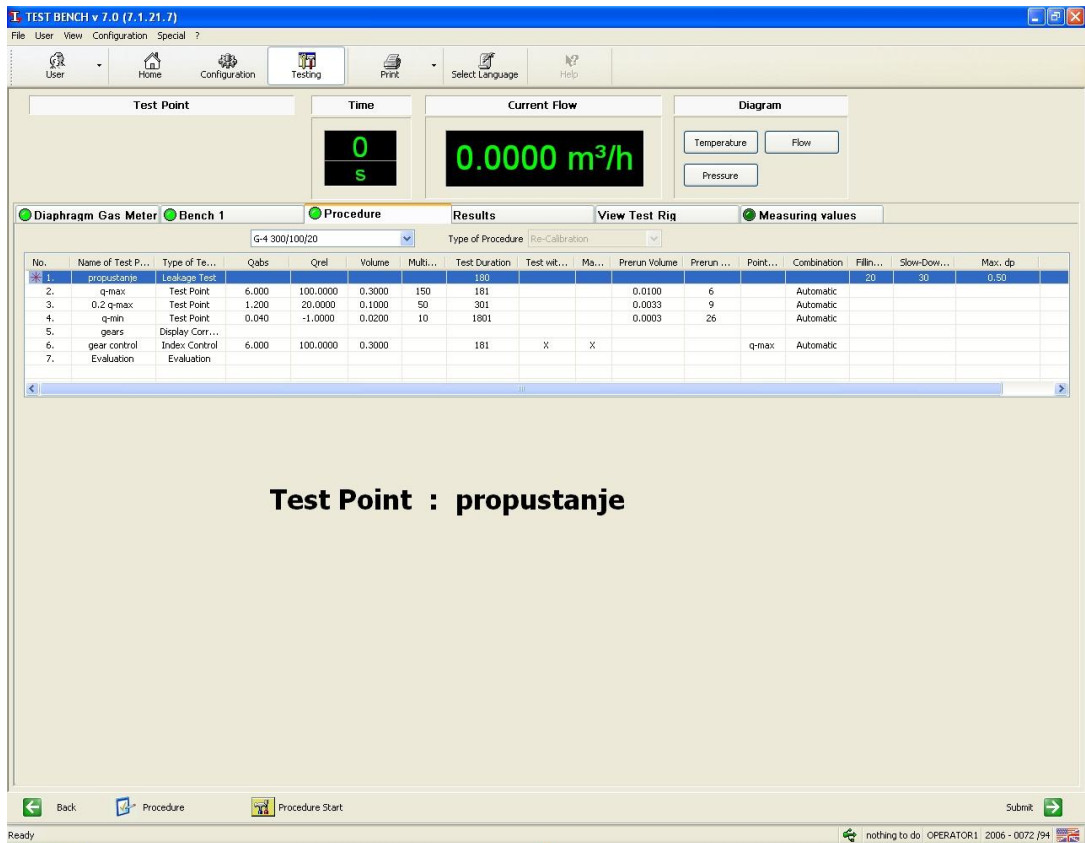 TEST BENCH v 7.0 (7.1.21.7)
File User View Configuration Special ?
User Home Configuration Testing Print Select Language Help
Test Point Time Current Flow Diagram
0 s
0.0000 m³/h
Temperature Flow
Pressure
Diaphragm Gas Meter Bench 1 Procedure Results View Test Rig Measuring values
G-4 300/100/20 Type of Procedure Re-Calibration
No. Name of Test P... Type of Te... Qabs Qrel Volume Multi... Test Duration Test wit... Ma... Prerun Volume Prerun ... Point... Combination Fillin... Slow-Dow... Max. dp
1. propustanje Leakage Test 180 20 30 0.50
2. q-max Test Point 6.000 100.0000 0.3000 150 181 0.0100 6 Automatic
3. 0.2 q-max Test Point 1.200 20.0000 0.1000 50 301 0.0033 9 Automatic
4. q-min Test Point 0.040 -1.0000 0.0200 10 1801 0.0003 26 Automatic
5. gears Display Corr...
6. gear control Index Control 6.000 100.0000 0.3000 181 X X q-max Automatic
7. Evaluation Evaluation
Test Point : propustanje
Back Procedure Procedure Start Submit
Ready nothing to do OPERATOR1 2006 - 0072 /94